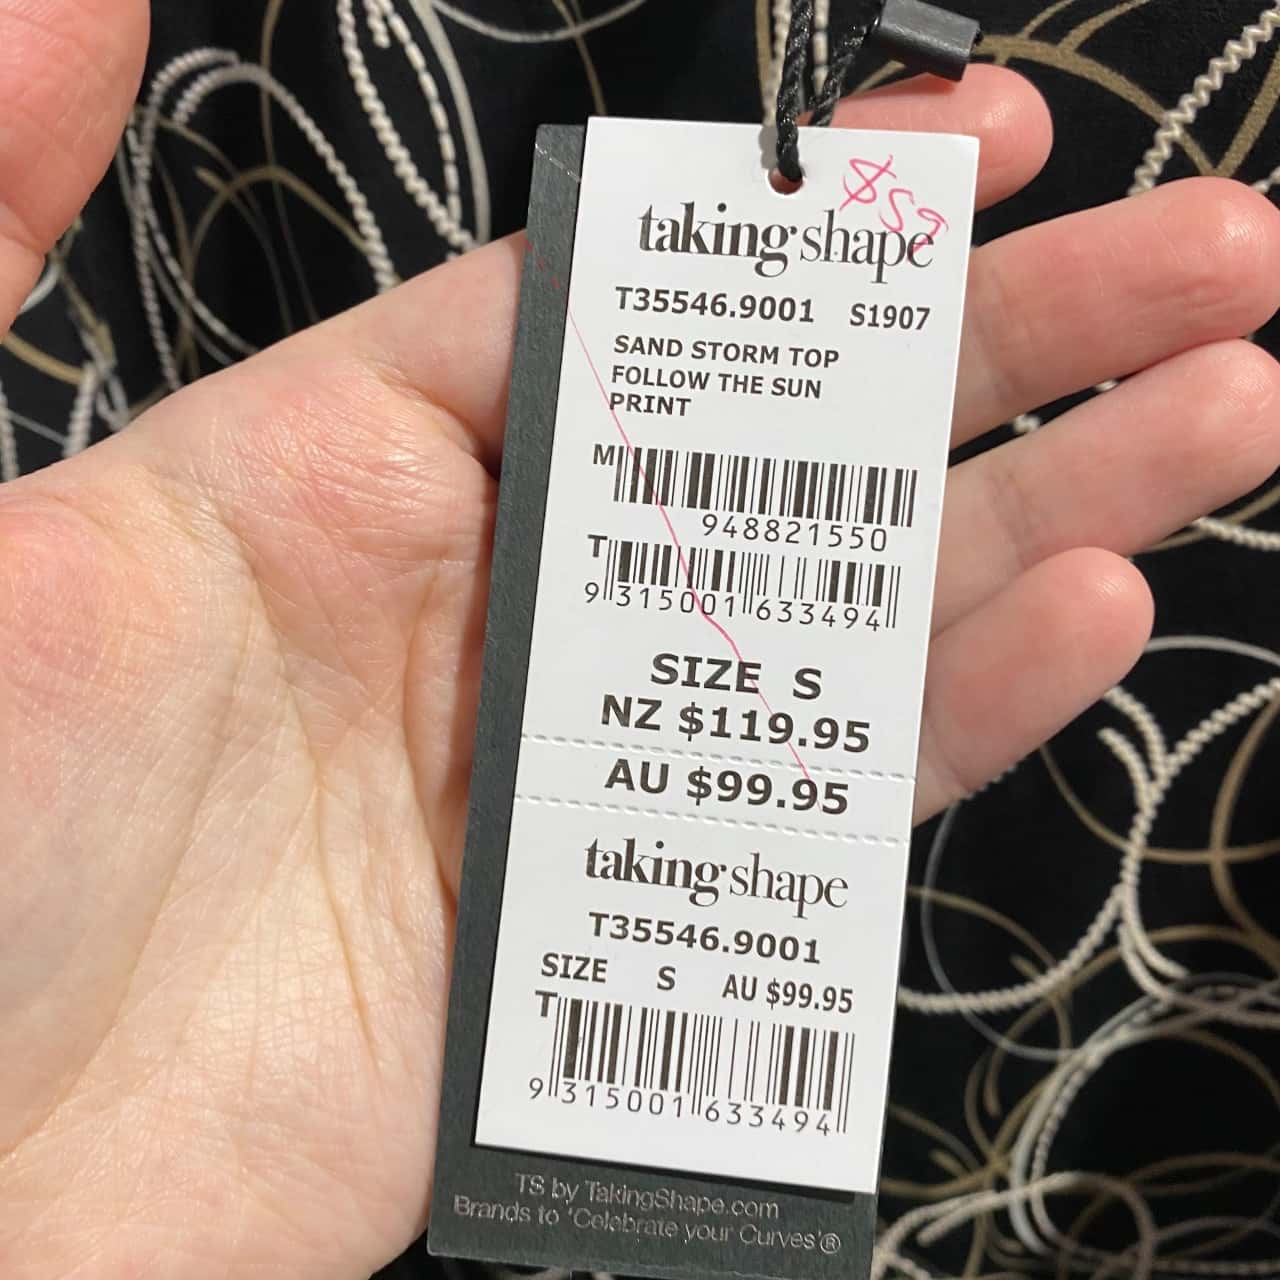 $59
taking shape
T35546.9001 S1907
SAND STORM TOP
FOLLOW THE SUN
PRINT
M
948821550
T
9 315001 633494
SIZE S
NZ $119.95
AU $99.95
taking shape
T35546.9001
SIZE S AU $99.95
T
9 315001 633494
TS by TakingShape.com
Brands to 'Celebrate your Curves'®